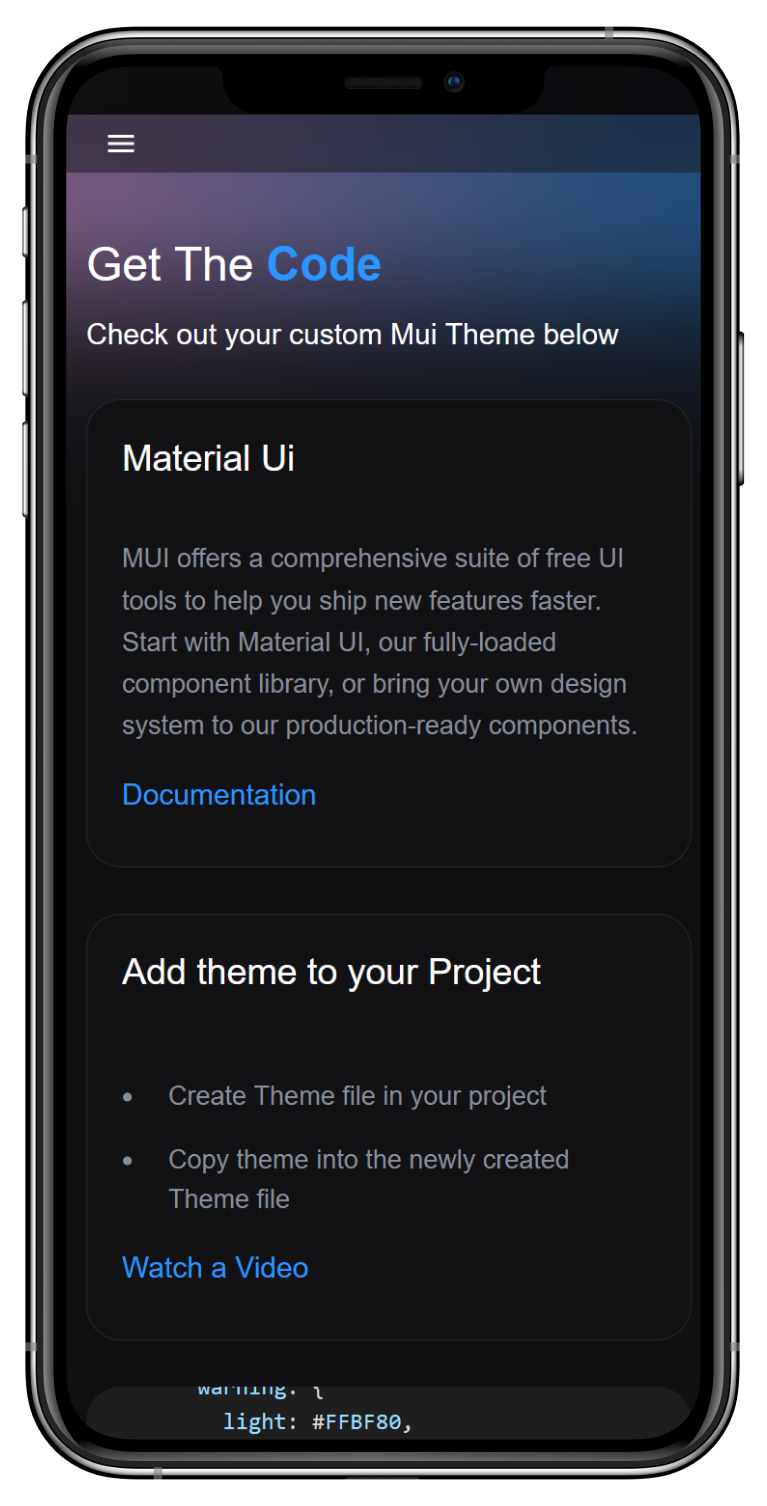 Get The Code
Check out your custom Mui Theme below
Material Ui
MUI offers a comprehensive suite of free UI
tools to help you ship new features faster.
Start with Material UI, our fully-loaded
component library, or bring your own design
system to our production-ready components.
Documentation
Add theme to your Project
• Create Theme file in your project
• Copy theme into the newly created
Theme file
Watch a Video
warning: {
light: #FFBF80,